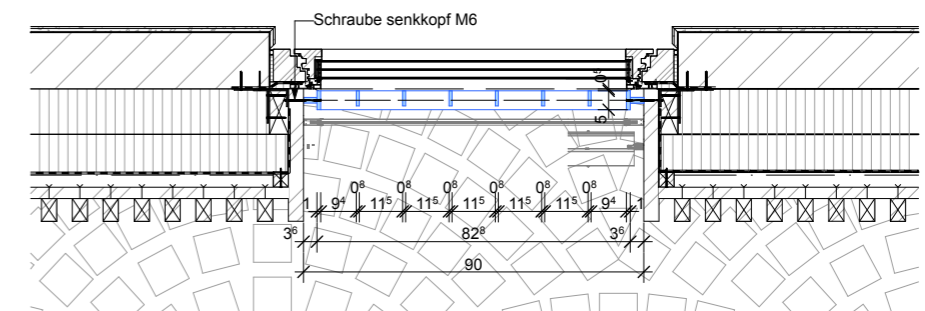 Schraube senkkopf M6
0⁵
5
0⁸ 0⁸ 0⁸ 0⁸ 0⁸ 0⁸
1 9⁴ 11⁵ 11⁵ 11⁵ 11⁵ 11⁵ 9⁴ 1
3⁶ 82⁸ 3⁶
90